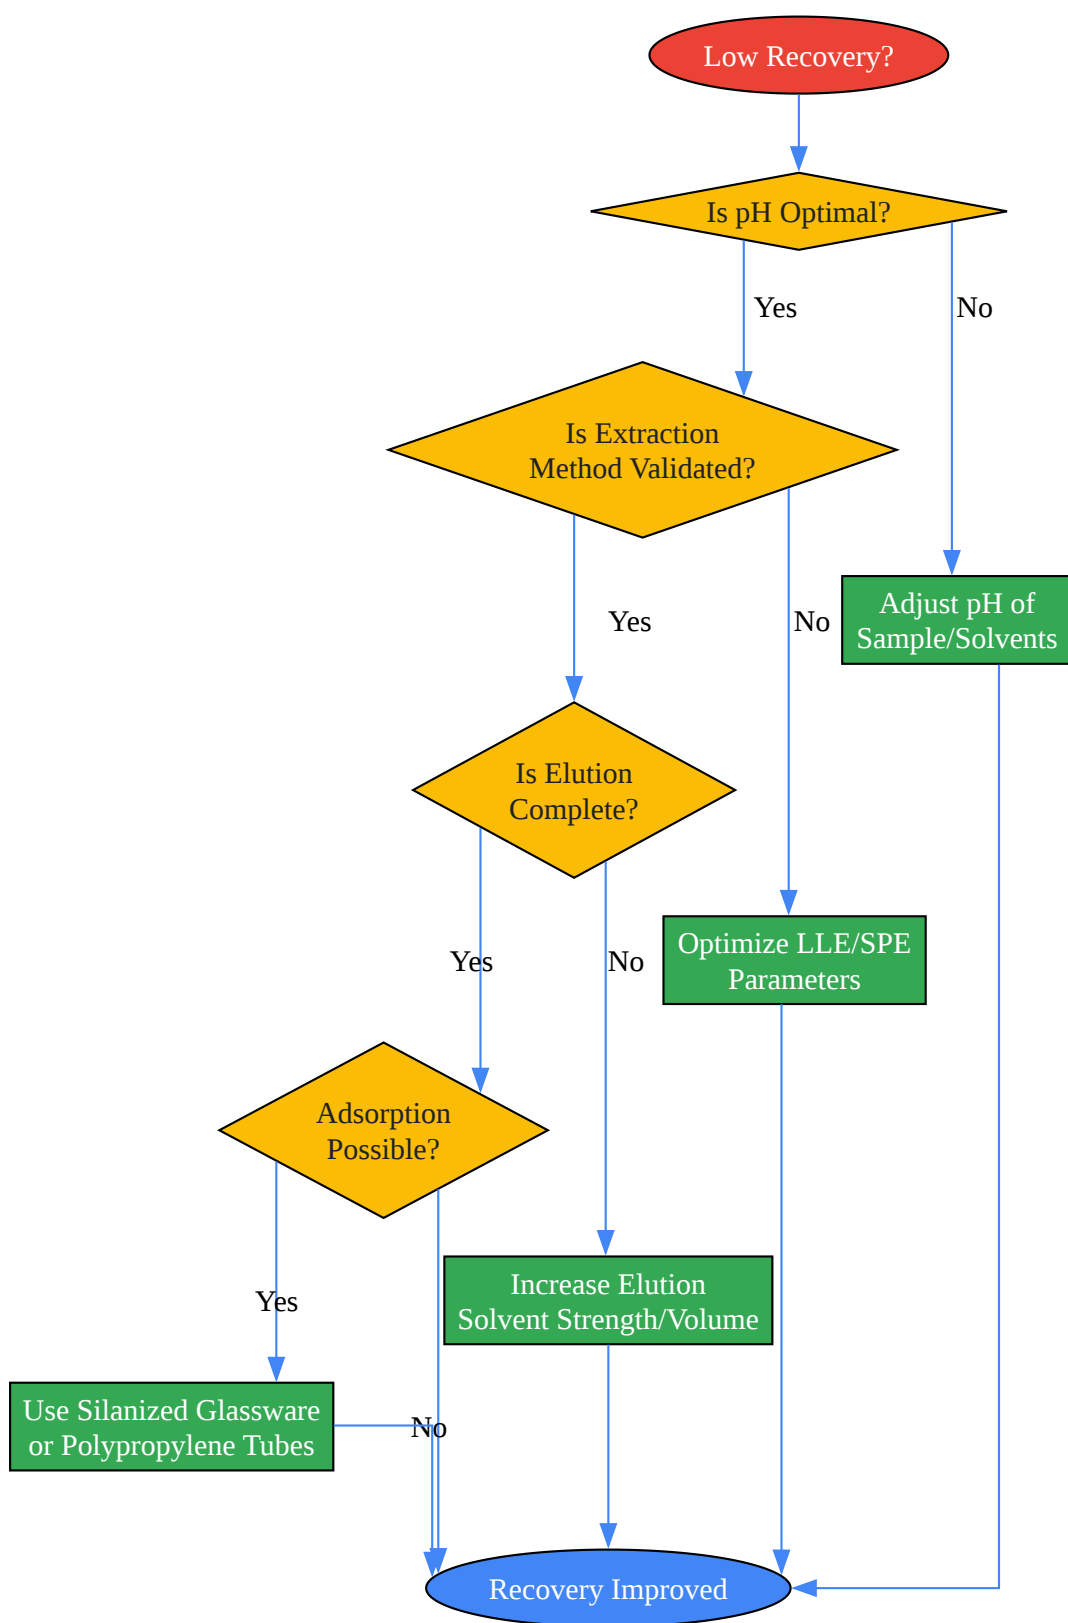 Low Recovery?
Is pH Optimal?
Yes
No
Is Extraction
Method Validated?
Adjust pH of
Sample/Solvents
Yes
No
Is Elution
Complete?
Optimize LLE/SPE
Parameters
Yes
No
Adsorption
Possible?
Increase Elution
Solvent Strength/Volume
Yes
Use Silanized Glassware
or Polypropylene Tubes
No
Recovery Improved